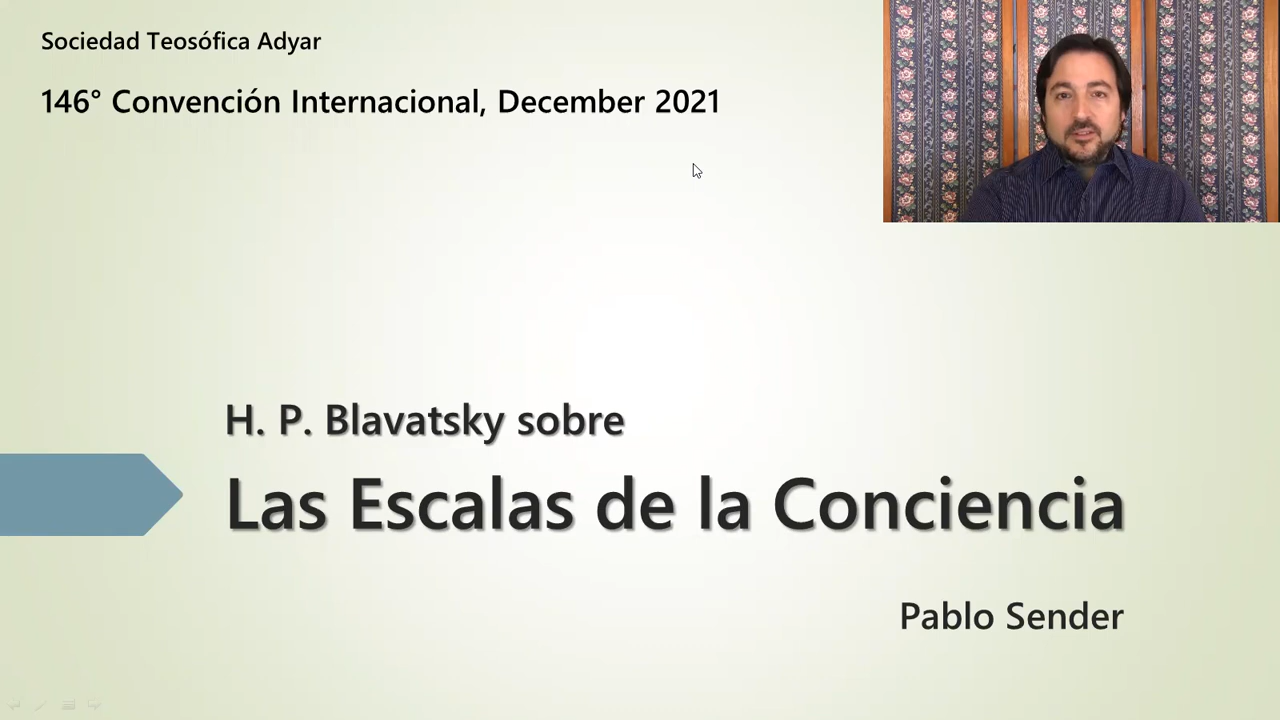 Sociedad Teosófica Adyar
146° Convención Internacional, December 2021
H. P. Blavatsky sobre
Las Escalas de la Conciencia
Pablo Sender